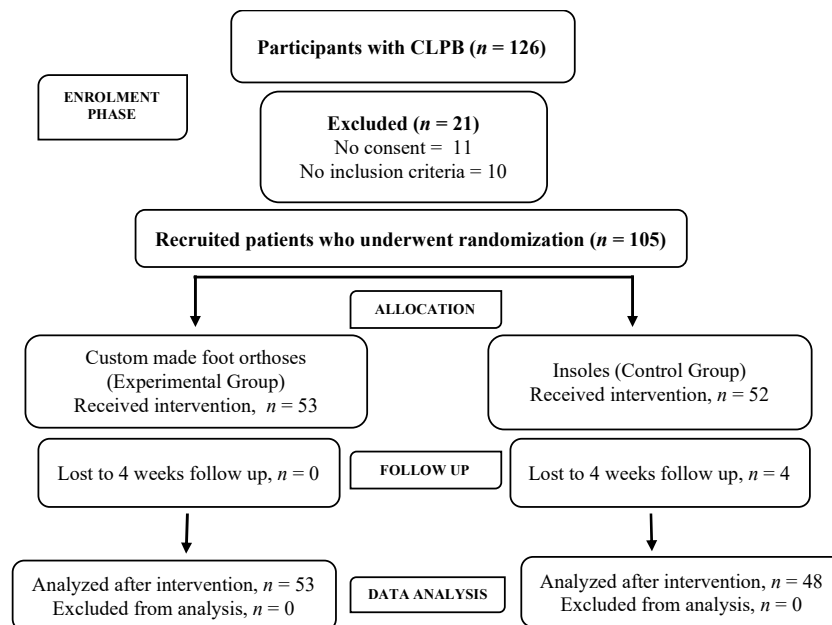 Participants with CLPB (n = 126)
ENROLMENT
PHASE
Excluded (n = 21)
No consent = 11
No inclusion criteria = 10
Recruited patients who underwent randomization (n = 105)
ALLOCATION
Custom made foot orthoses
(Experimental Group)
Received intervention, n = 53
Insoles (Control Group)
Received intervention, n = 52
Lost to 4 weeks follow up, n = 0
FOLLOW UP
Lost to 4 weeks follow up, n = 4
Analyzed after intervention, n = 53
Excluded from analysis, n = 0
DATA ANALYSIS
Analyzed after intervention, n = 48
Excluded from analysis, n = 0